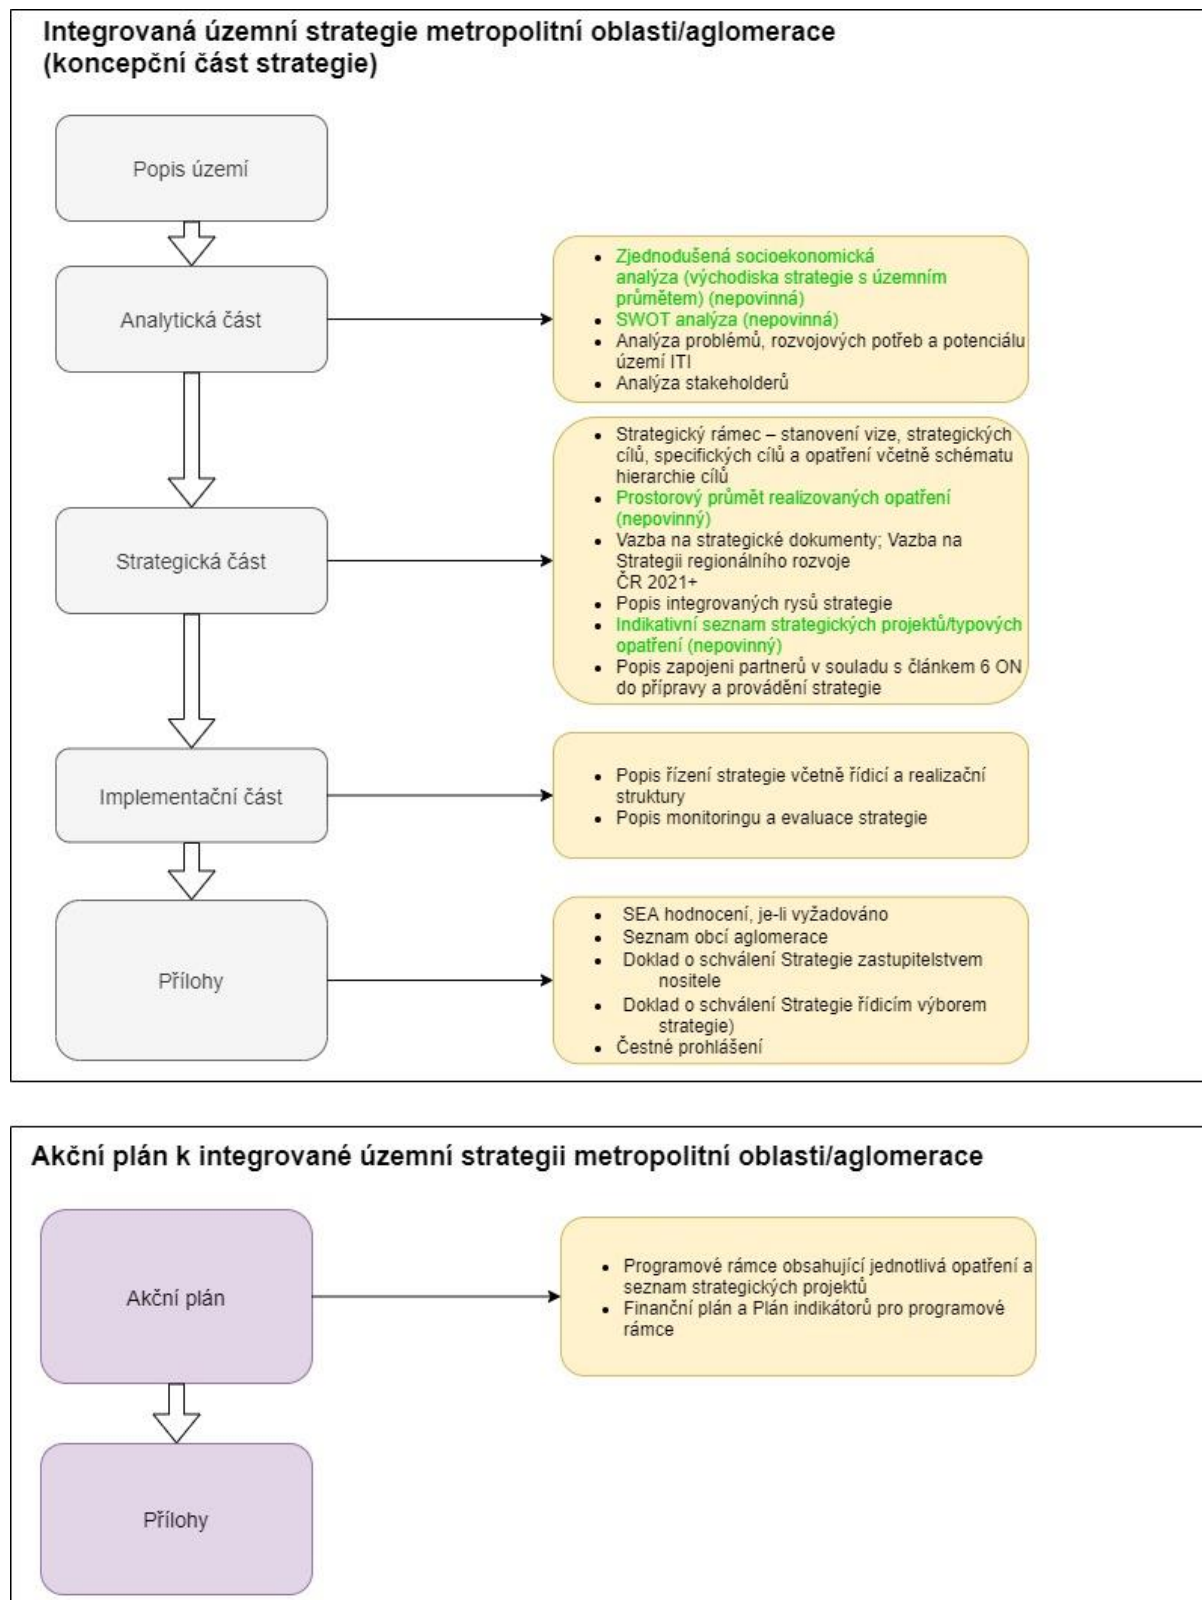 Integrovaná územní strategie metropolitní oblasti/aglomerace
(koncepční část strategie)
Popis území
Analytická část
• Zjednodušená socioekonomická
analýza (východiska strategie s územním
průmětem) (nepovinná)
• SWOT analýza (nepovinná)
• Analýza problémů, rozvojových potřeb a potenciálu
území ITI
• Analýza stakeholderů
Strategická část
• Strategický rámec – stanovení vize, strategických
cílů, specifických cílů a opatření včetně schématu
hierarchie cílů
• Prostorový průmět realizovaných opatření
(nepovinný)
• Vazba na strategické dokumenty; Vazba na
Strategii regionálního rozvoje
ČR 2021+
• Popis integrovaných rysů strategie
• Indikativní seznam strategických projektů/typových
opatření (nepovinný)
• Popis zapojeni partnerů v souladu s článkem 6 ON
do přípravy a provádění strategie
Implementační část
• Popis řízení strategie včetně řídicí a realizační
struktury
• Popis monitoringu a evaluace strategie
Přílohy
• SEA hodnocení, je-li vyžadováno
• Seznam obcí aglomerace
• Doklad o schválení Strategie zastupitelstvem
nositele
• Doklad o schválení Strategie řídicím výborem
strategie)
• Čestné prohlášení
Akční plán k integrované územní strategii metropolitní oblasti/aglomerace
Akční plán
• Programové rámce obsahující jednotlivá opatření a
seznam strategických projektů
• Finanční plán a Plán indikátorů pro programové
rámce
Přílohy